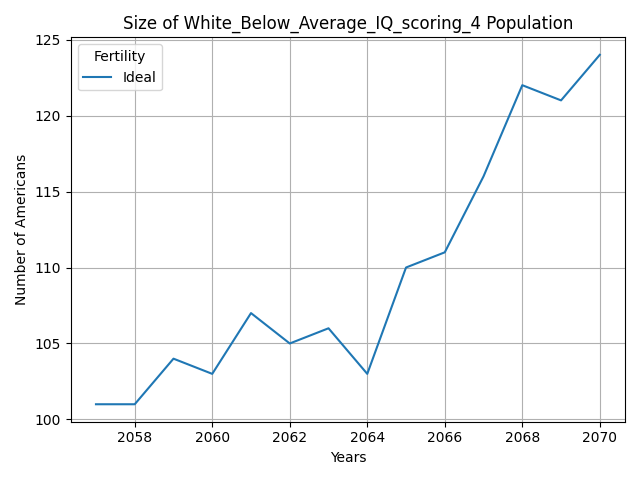 Size of White_Below_Average_IQ_scoring_4 Population
125
Fertility
Ideal
120
115
110
105
100
Number of Americans
2058 2060 2062 2064 2066 2068 2070
Years